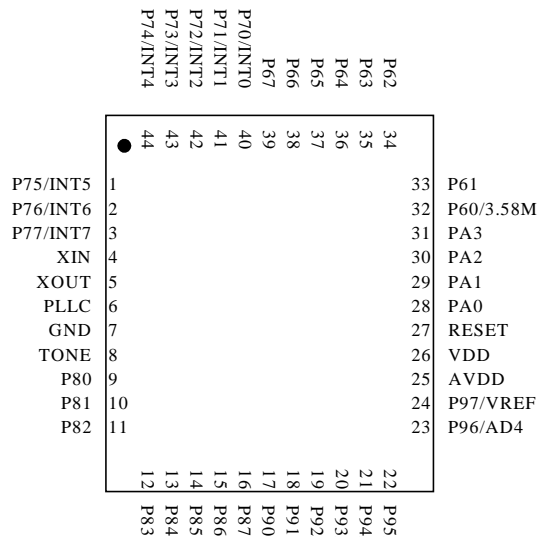 P74/INT4
P73/INT3
P72/INT2
P71/INT1
P70/INT0
P67
P66
P65
P64
P63
P62
44
43
42
41
40
39
38
37
36
35
34
P75/INT5 1
P76/INT6 2
P77/INT7 3
XIN 4
XOUT 5
PLLC 6
GND 7
TONE 8
P80 9
P81 10
P82 11
33 P61
32 P60/3.58M
31 PA3
30 PA2
29 PA1
28 PA0
27 RESET
26 VDD
25 AVDD
24 P97/VREF
23 P96/AD4
12
13
14
15
16
17
18
19
20
21
22
P83
P84
P85
P86
P87
P90
P91
P92
P93
P94
P95